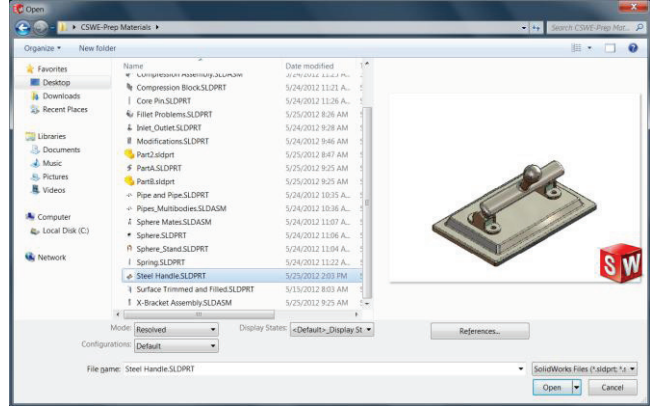 Open
CSWE-Prep Materials
Search CSWE-Prep Mat...
Organize
New folder
Favorites
Desktop
Downloads
Recent Places
Libraries
Documents
Music
Pictures
Videos
Computer
Local Disk (C:)
Network
Name Date modified
Compression Assembly.SLDASM 5/24/2012 11:23 A...
Compression Block.SLDPRT 5/24/2012 11:21 A...
Core Pin.SLDPRT 5/24/2012 11:26 A...
Fillet Problems.SLDPRT 5/25/2012 8:26 AM
Inlet_Outlet.SLDPRT 5/24/2012 9:28 AM
Modifications.SLDPRT 5/24/2012 9:46 AM
Part2.sldprt 5/25/2012 8:47 AM
PartA.SLDPRT 5/25/2012 9:25 AM
PartB.sldprt 5/25/2012 9:25 AM
Pipe and Pipe.SLDPRT 5/24/2012 10:35 A...
Pipes_Multibodies.SLDASM 5/24/2012 10:36 A...
Sphere Mates.SLDASM 5/24/2012 11:07 A...
Sphere.SLDPRT 5/24/2012 11:06 A...
Sphere_Stand.SLDPRT 5/24/2012 11:04 A...
Spring.SLDPRT 5/24/2012 11:22 A...
Steel Handle.SLDPRT 5/25/2012 2:03 PM
Surface Trimmed and Filled.SLDPRT 5/13/2012 8:03 AM
X-Bracket Assembly.SLDASM 5/25/2012 9:25 AM
SW
Mode: Resolved
Display States: <Default>_Display St
References...
Configurations: Default
File name: Steel Handle.SLDPRT
SolidWorks Files (*.sldprt; *.s
Open
Cancel